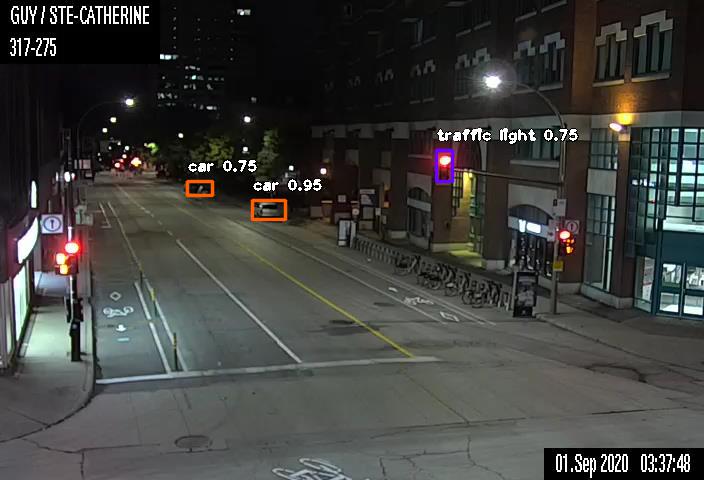 GUY / STE-CATHERINE
317-275
traffic light 0.75
car 0.75
car 0.95
01.Sep 2020 03:37:48